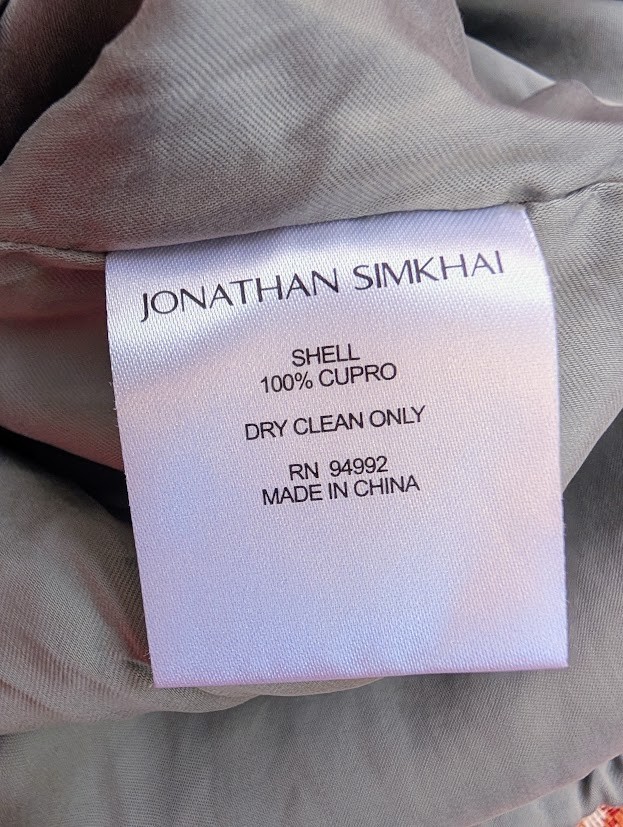 JONATHAN SIMKHAI
SHELL
100% CUPRO
DRY CLEAN ONLY
RN 94992
MADE IN CHINA